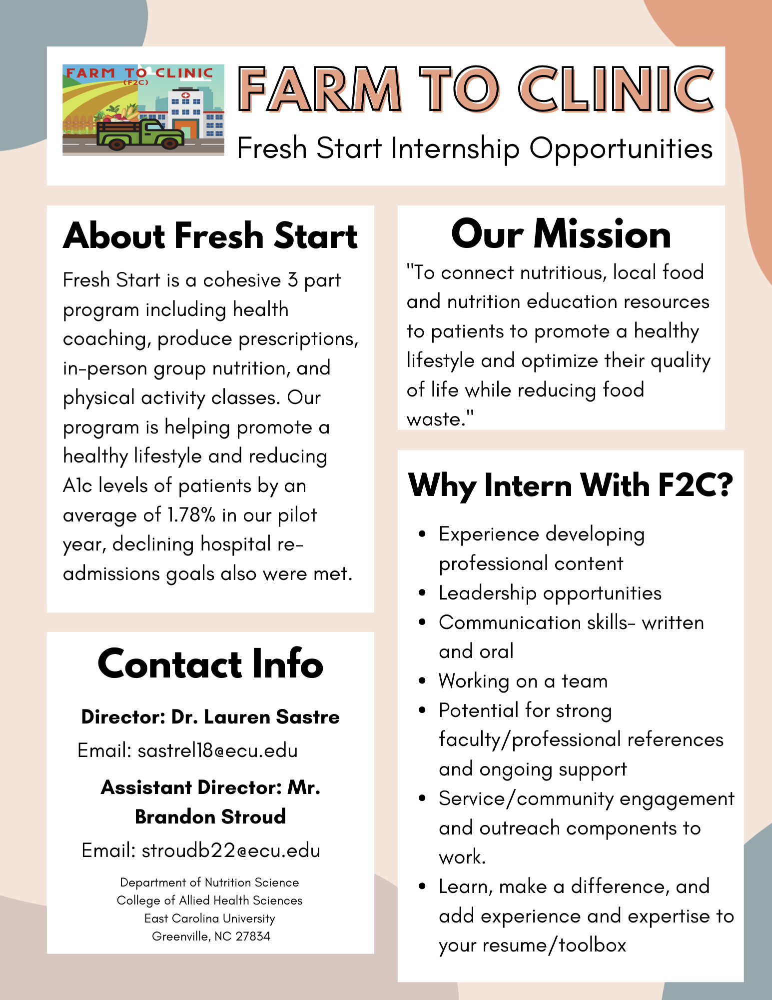 FARM TO CLINIC
(F2C)
FARM TO CLINIC
Fresh Start Internship Opportunities
About Fresh Start
Fresh Start is a cohesive 3 part
program including health
coaching, produce prescriptions,
in-person group nutrition, and
physical activity classes. Our
program is helping promote a
healthy lifestyle and reducing
A1c levels of patients by an
average of 1.78% in our pilot
year, declining hospital re-
admissions goals also were met.
Our Mission
"To connect nutritious, local food
and nutrition education resources
to patients to promote a healthy
lifestyle and optimize their quality
of life while reducing food
waste."
Contact Info
Director: Dr. Lauren Sastre
Email: sastrel18@ecu.edu
Assistant Director: Mr.
Brandon Stroud
Email: stroudb22@ecu.edu
Department of Nutrition Science
College of Allied Health Sciences
East Carolina University
Greenville, NC 27834
Why Intern With F2C?
• Experience developing
professional content
• Leadership opportunities
• Communication skills- written
and oral
• Working on a team
• Potential for strong
faculty/professional references
and ongoing support
• Service/community engagement
and outreach components to
work.
• Learn, make a difference, and
add experience and expertise to
your resume/toolbox